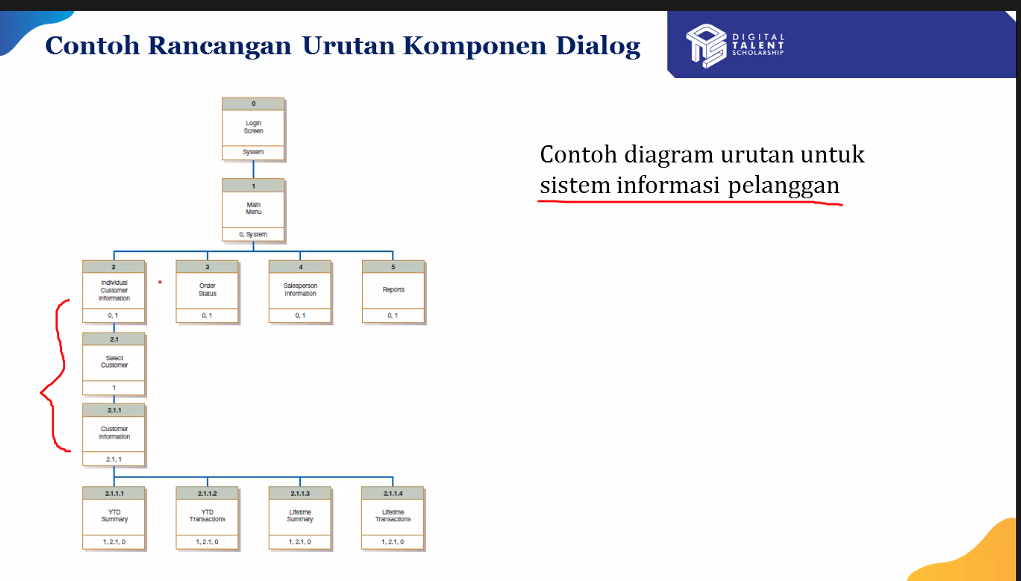 Contoh Rancangan Urutan Komponen Dialog
DIGITAL
TALENT
SCHOLARSHIP
0
Login
Screen
System
Contoh diagram urutan untuk
sistem informasi pelanggan
1
Main
Menu
0, System
2
Individual
Customer
Information
0, 1
3
Order
Status
0, 1
4
Salesperson
Information
0, 1
5
Reports
0, 1
2.1
Select
Customer
1
2.1.1
Customer
Information
2.1, 1
2.1.1.1
YTD
Summary
1, 2.1, 0
2.1.1.2
YTD
Transactions
1, 2.1, 0
2.1.1.3
Lifetime
Summary
1, 2.1, 0
2.1.1.4
Lifetime
Transactions
1, 2.1, 0